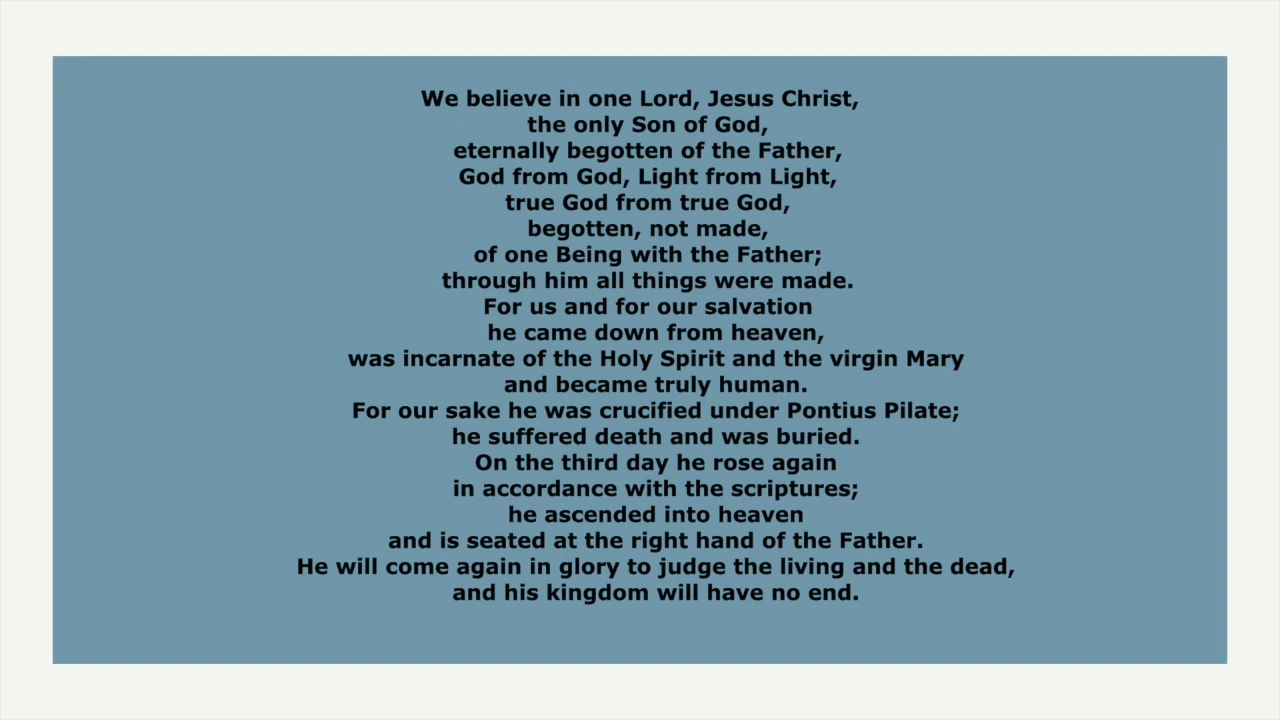 We believe in one Lord, Jesus Christ,
the only Son of God,
eternally begotten of the Father,
God from God, Light from Light,
true God from true God,
begotten, not made,
of one Being with the Father;
through him all things were made.
For us and for our salvation
he came down from heaven,
was incarnate of the Holy Spirit and the virgin Mary
and became truly human.
For our sake he was crucified under Pontius Pilate;
he suffered death and was buried.
On the third day he rose again
in accordance with the scriptures;
he ascended into heaven
and is seated at the right hand of the Father.
He will come again in glory to judge the living and the dead,
and his kingdom will have no end.